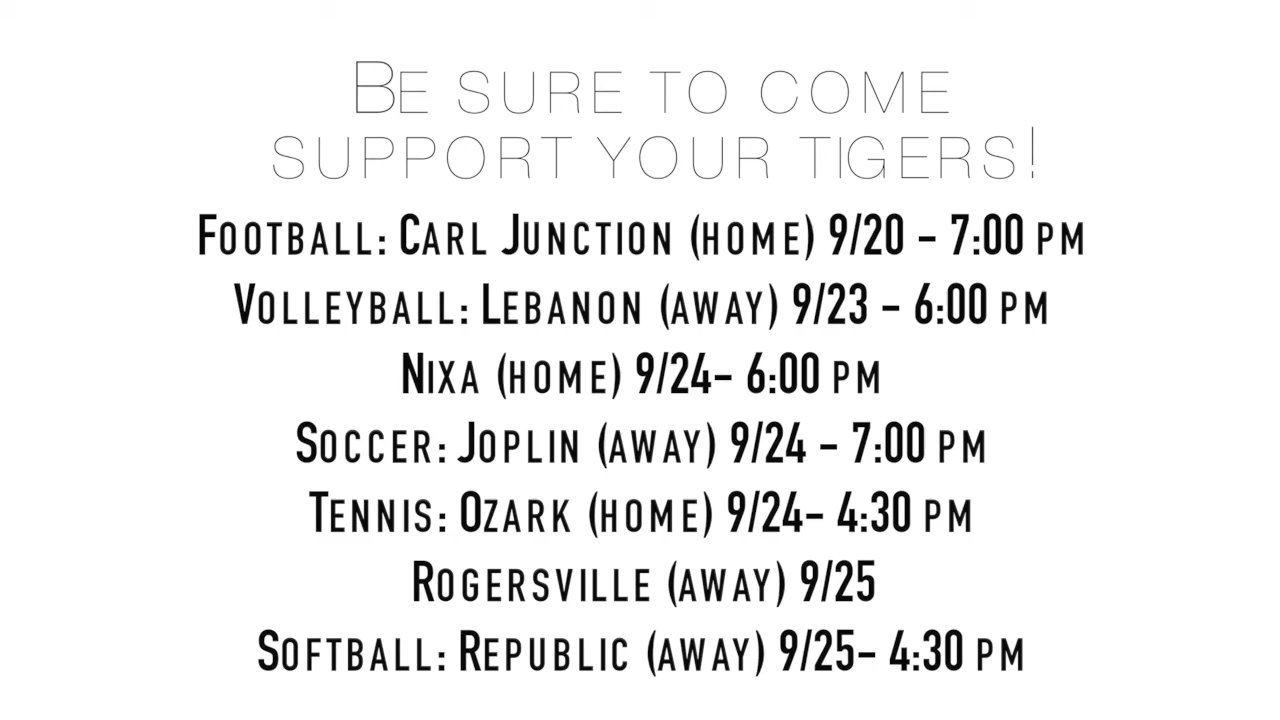 Be sure to come
support your tigers!
Football: Carl Junction (home) 9/20 - 7:00 pm
Volleyball: Lebanon (away) 9/23 - 6:00 pm
Nixa (home) 9/24- 6:00 pm
Soccer: Joplin (away) 9/24 - 7:00 pm
Tennis: Ozark (home) 9/24- 4:30 pm
Rogersville (away) 9/25
Softball: Republic (away) 9/25- 4:30 pm